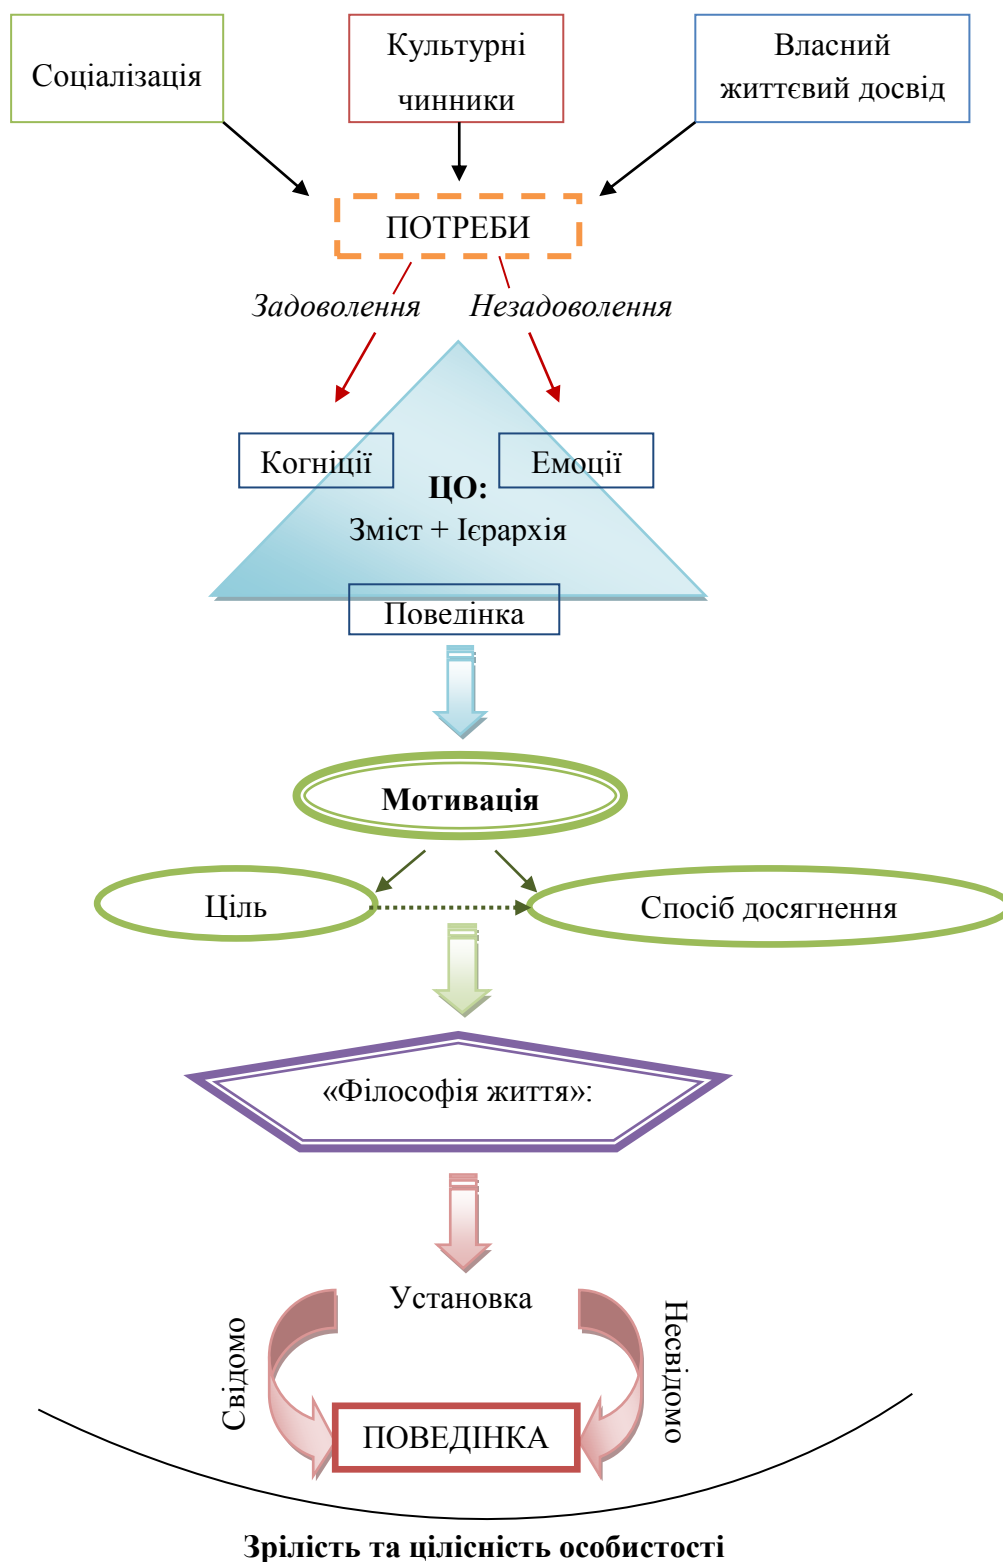 Соціалізація
Культурні
чинники
Власний
життєвий досвід
ПОТРЕБИ
Задоволення
Незадоволення
Когніції
Емоції
ЦО:
Зміст + Ієрархія
Поведінка
Мотивація
Ціль
Спосіб досягнення
«Філософія життя»:
Установка
Свідомо
Несвідомо
ПОВЕДІНКА
Зрілість та цілісність особистості